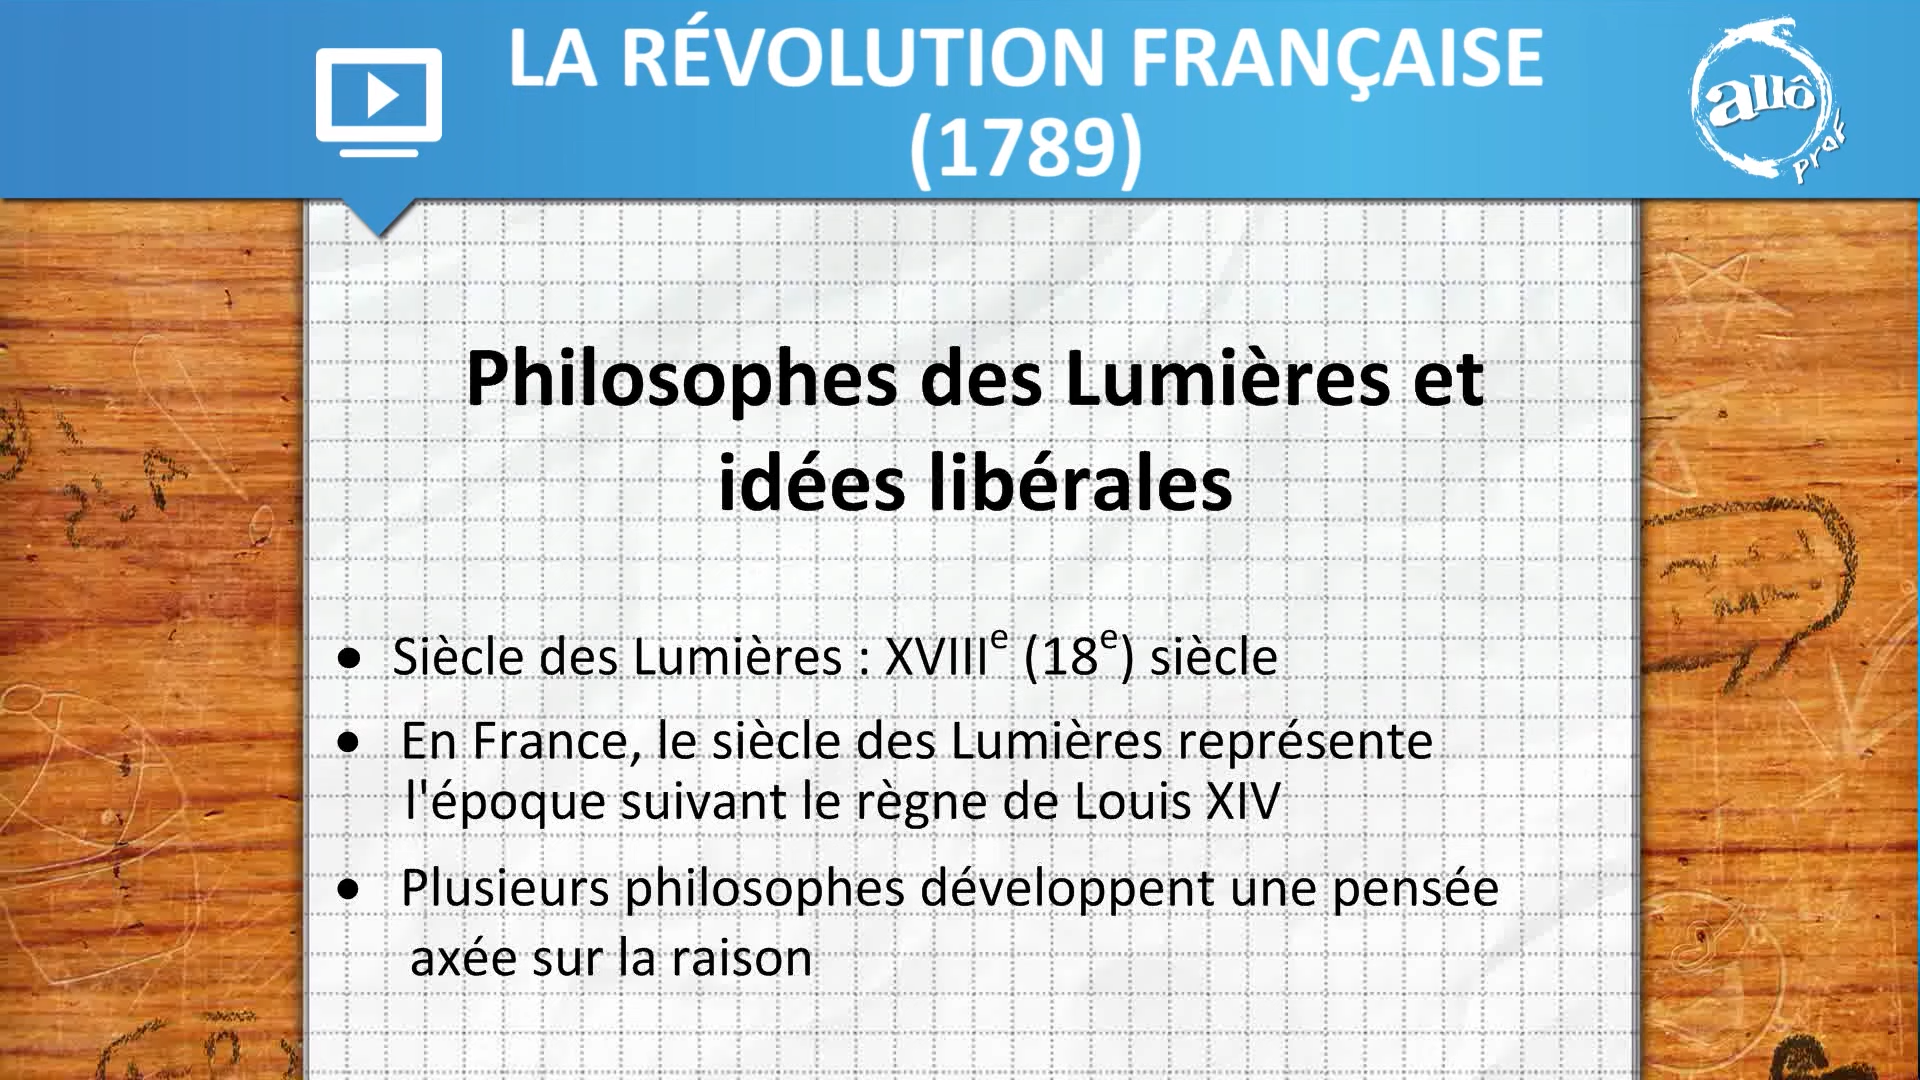 LA RÉVOLUTION FRANÇAISE
(1789)
allô
prof
Philosophes des Lumières et
idées libérales
• Siècle des Lumières : XVIIIe (18e) siècle
• En France, le siècle des Lumières représente
l'époque suivant le règne de Louis XIV
• Plusieurs philosophes développent une pensée
axée sur la raison